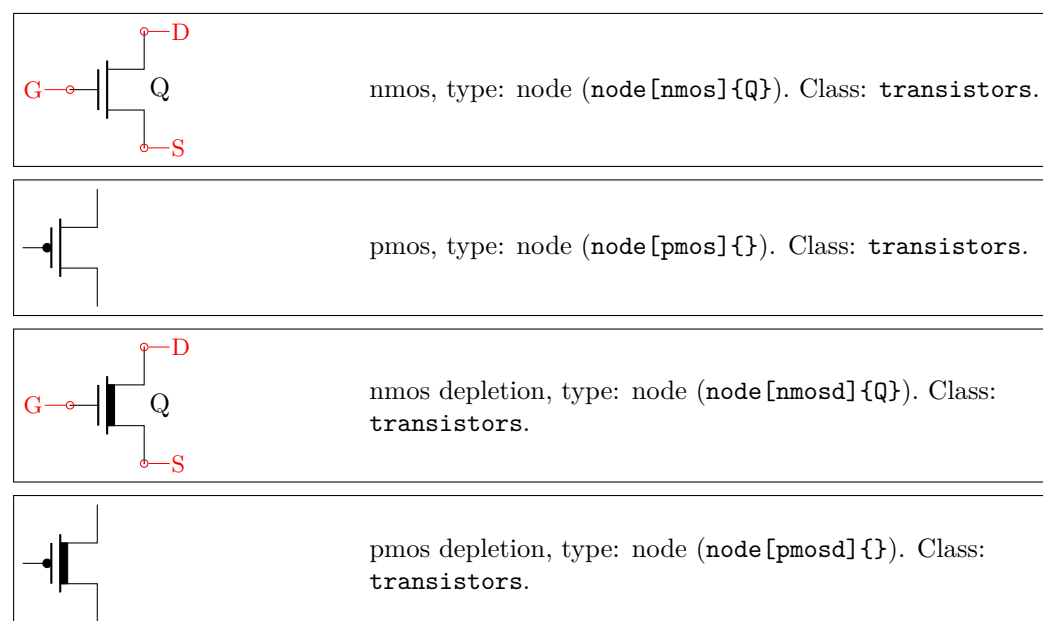 D
G
Q
S
nmos, type: node (node[nmos]{Q}). Class: transistors.
pmos, type: node (node[pmos]{}). Class: transistors.
D
G
Q
S
nmos depletion, type: node (node[nmosd]{Q}). Class:
transistors.
pmos depletion, type: node (node[pmosd]{}). Class:
transistors.